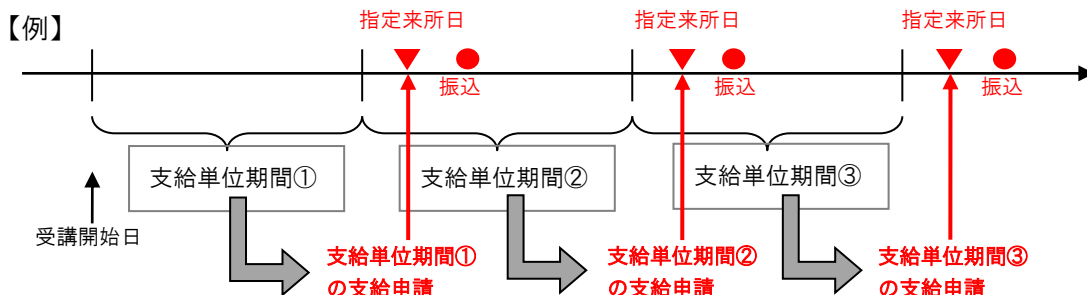 【例】
指定来所日
指定来所日
指定来所日
振込
振込
振込
支給単位期間①
支給単位期間②
支給単位期間③
受講開始日
支給単位期間①
の支給申請
支給単位期間②
の支給申請
支給単位期間③
の支給申請